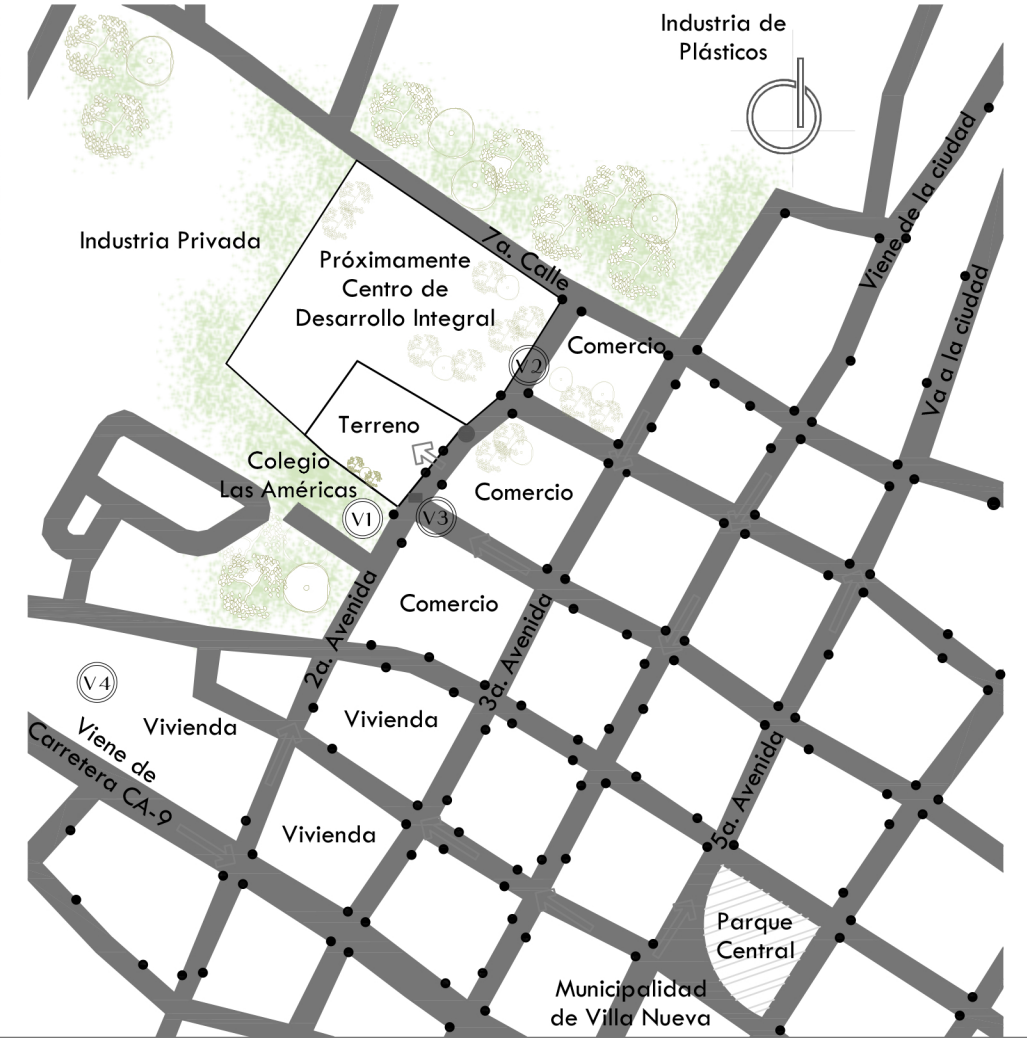 Industria de
Plásticos
Viene de la ciudad
Va a la ciudad
Industria Privada
7a. Calle
Próximamente
Centro de
Desarrollo Integral
Comercio
V2
Terreno
Colegio
Las Américas
Comercio
V1
V3
Comercio
2a. Avenida
3a. Avenida
V4
Vivienda
Vivienda
Viene de
Carretera CA-9
5a. Avenida
Vivienda
Parque
Central
Municipalidad
de Villa Nueva